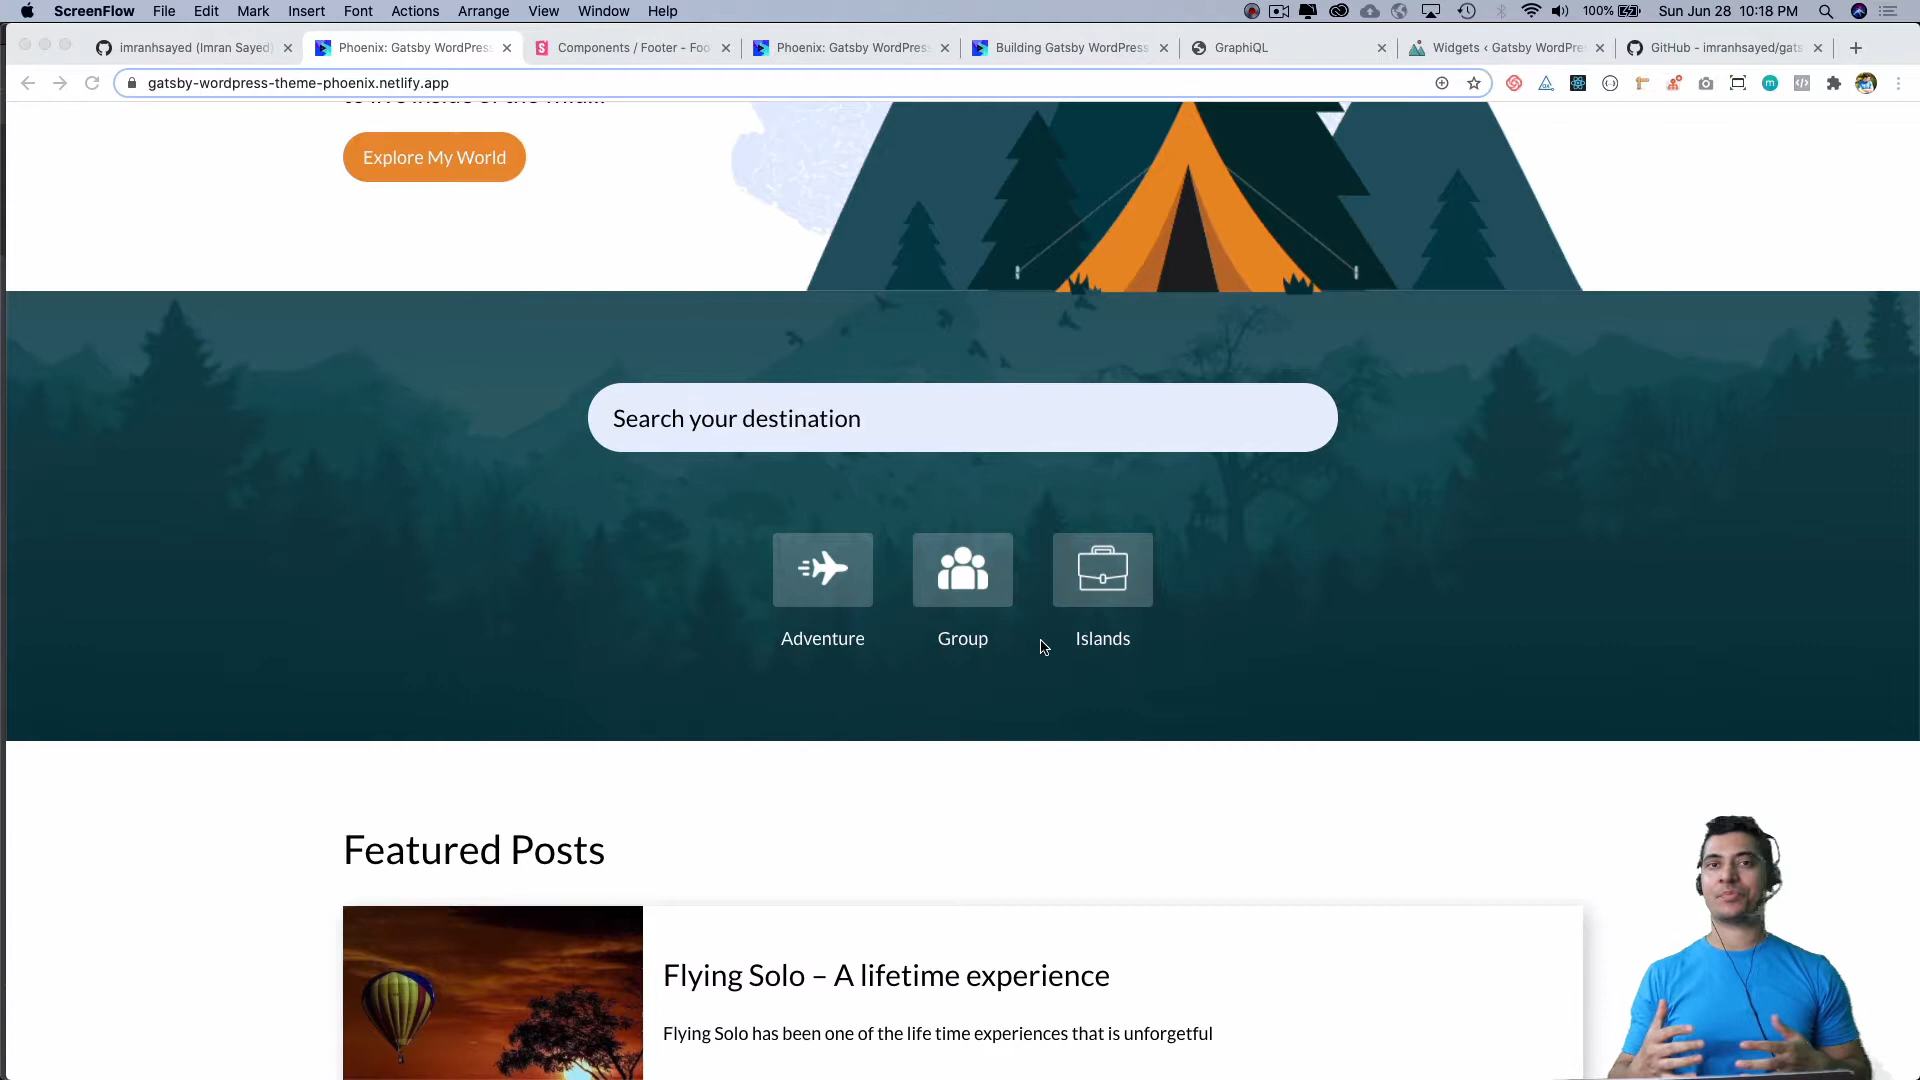 ScreenFlow File Edit Mark Insert Font Actions Arrange View Window Help 100% Sun Jun 28 10:18 PM
imranhsayed (Imran Sayed) Phoenix: Gatsby WordPress Components / Footer - Foo Phoenix: Gatsby WordPress Building Gatsby WordPress GraphiQL Widgets ‹ Gatsby WordPre GitHub - imranhsayed/gats
gatsby-wordpress-theme-phoenix.netlify.app
Explore My World
Search your destination
Adventure Group Islands
Featured Posts
Flying Solo – A lifetime experience
Flying Solo has been one of the life time experiences that is unforgetful